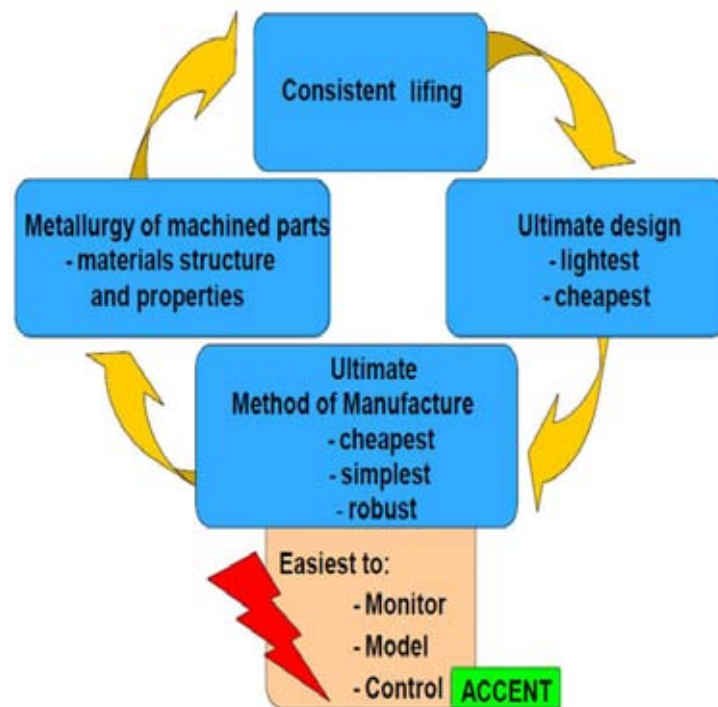 Consistent lifing
Metallurgy of machined parts
- materials structure
and properties
Ultimate design
- lightest
- cheapest
Ultimate
Method of Manufacture
- cheapest
- simplest
- robust
Easiest to:
- Monitor
- Model
- Control
ACCENT